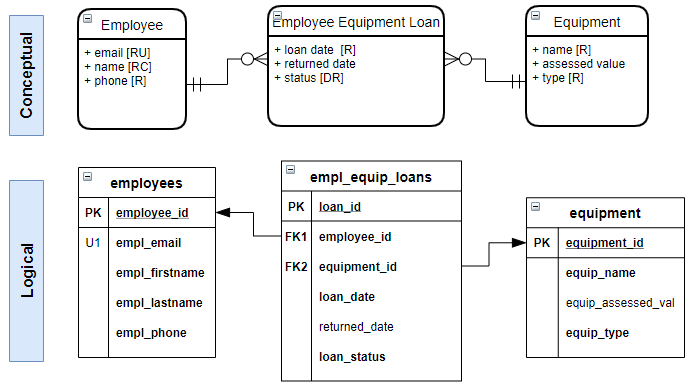 Conceptual
Employee
+ email [RU]
+ name [RC]
+ phone [R]
Employee Equipment Loan
+ loan date [R]
+ returned date
+ status [DR]
Equipment
+ name [R]
+ assessed value
+ type [R]
Logical
employees
PK employee_id
U1 empl_email
empl_firstname
empl_lastname
empl_phone
empl_equip_loans
PK loan_id
FK1 employee_id
FK2 equipment_id
loan_date
returned_date
loan_status
equipment
PK equipment_id
equip_name
equip_assessed_val
equip_type